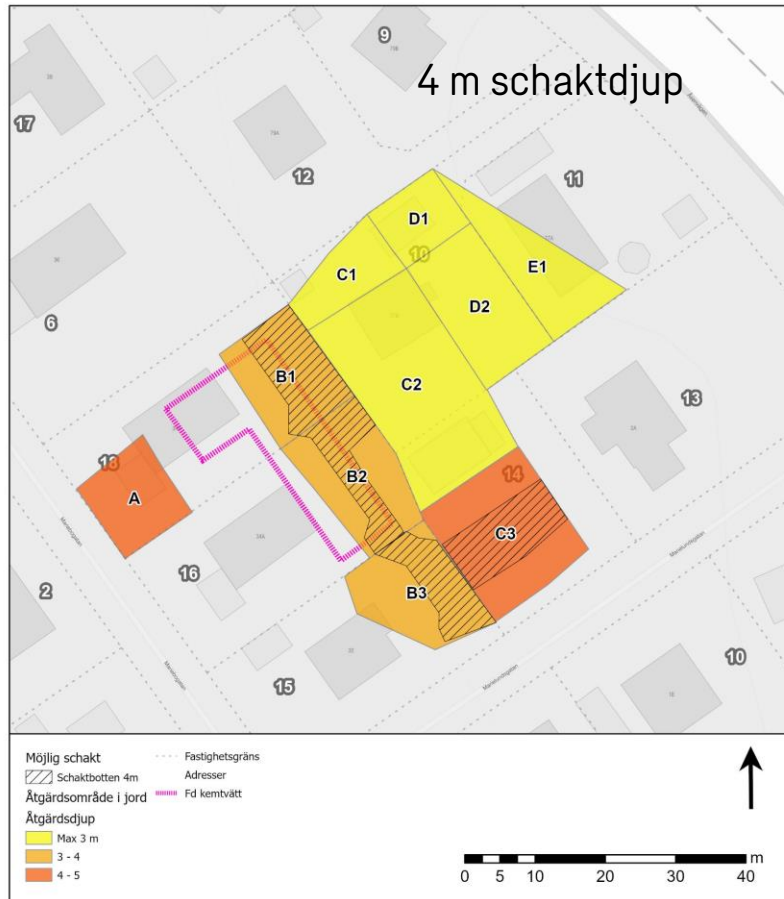 4 m schaktdjup
9
17
12
11
D1
10
C1
E1
D2
6
B1
C2
13
18
B2
14
A
C3
16
2
B3
15
10
Möjlig schakt
Schaktbotten 4m
Åtgärdsområde i jord
Åtgärdsdjup
Max 3 m
3 - 4
4 - 5
Fastighetsgräns
Adresser
Fd kemtvätt
m
0 5 10 20 30 40